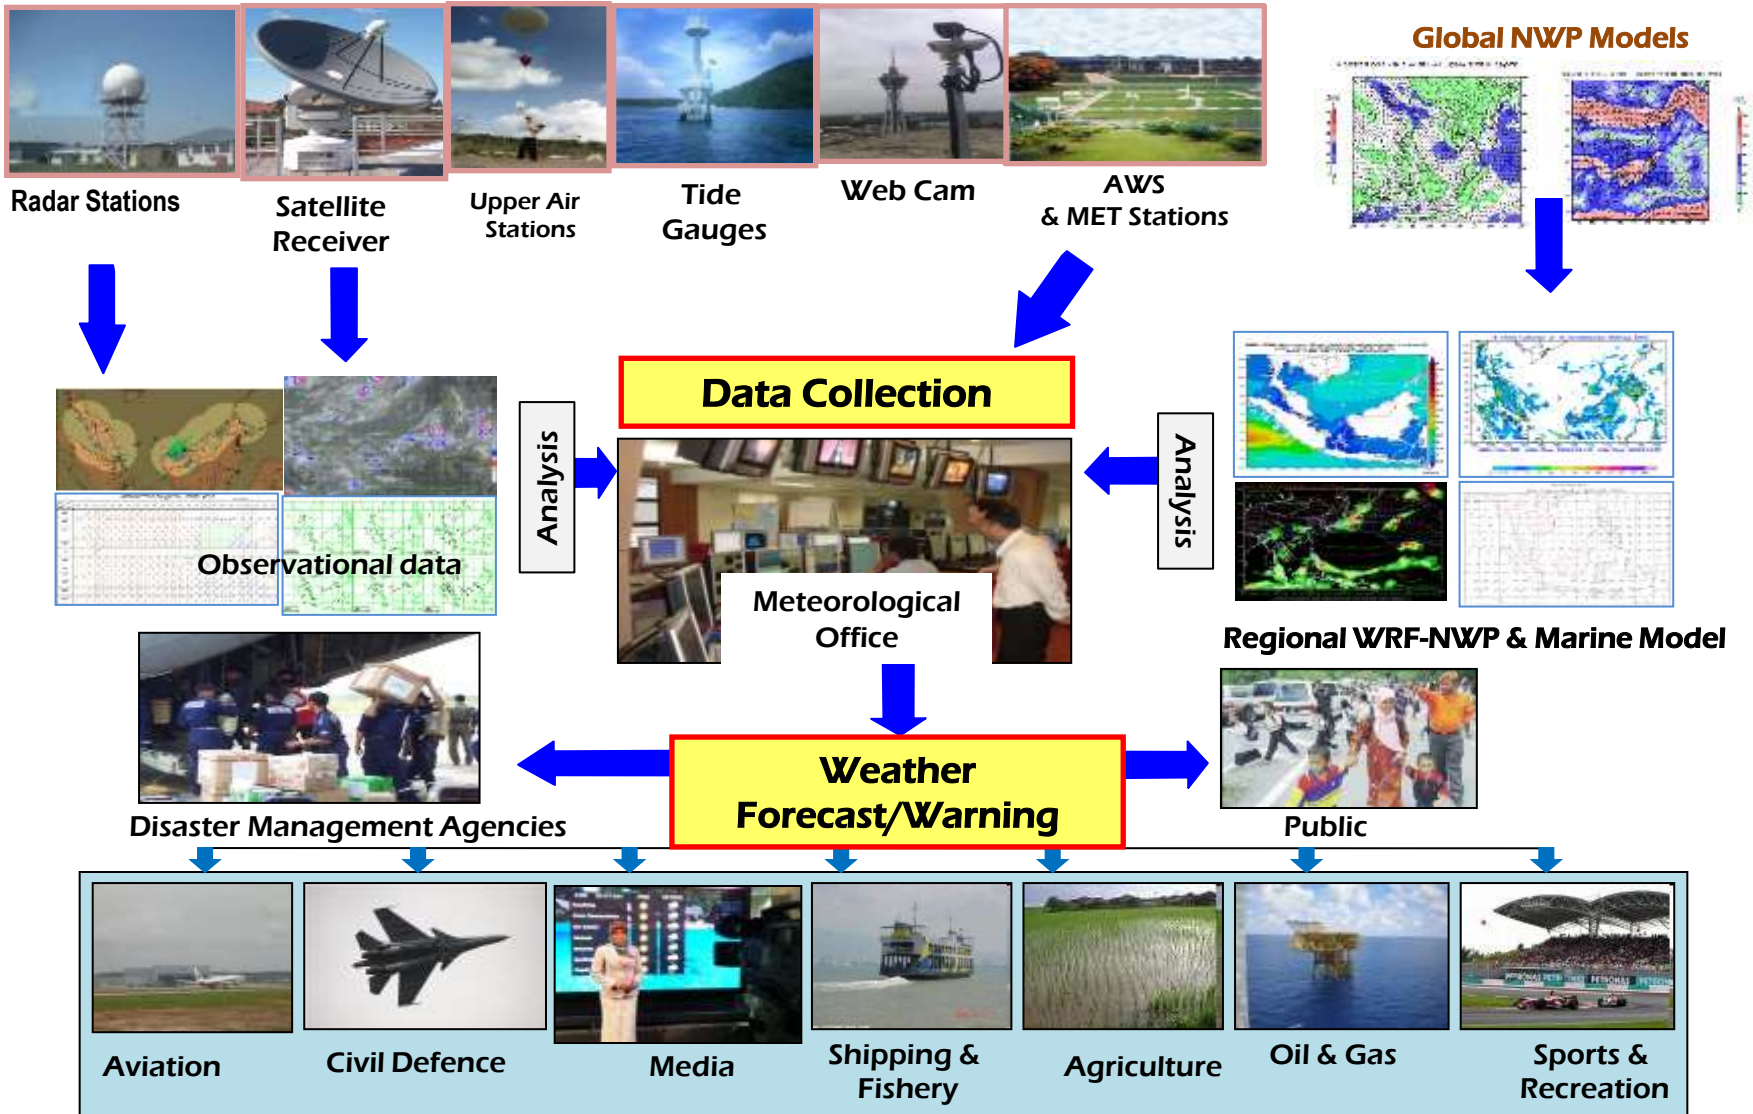 Global NWP Models
Radar Stations
Satellite
Receiver
Upper Air
Stations
Tide
Gauges
Web Cam
AWS
& MET Stations
Data Collection
Analysis
Analysis
Observational data
Meteorological
Office
Regional WRF-NWP & Marine Model
Weather
Forecast/Warning
Disaster Management Agencies
Public
PETRONAS
PETRONAS
Aviation
Civil Defence
Media
Shipping &
Fishery
Agriculture
Oil & Gas
Sports &
Recreation